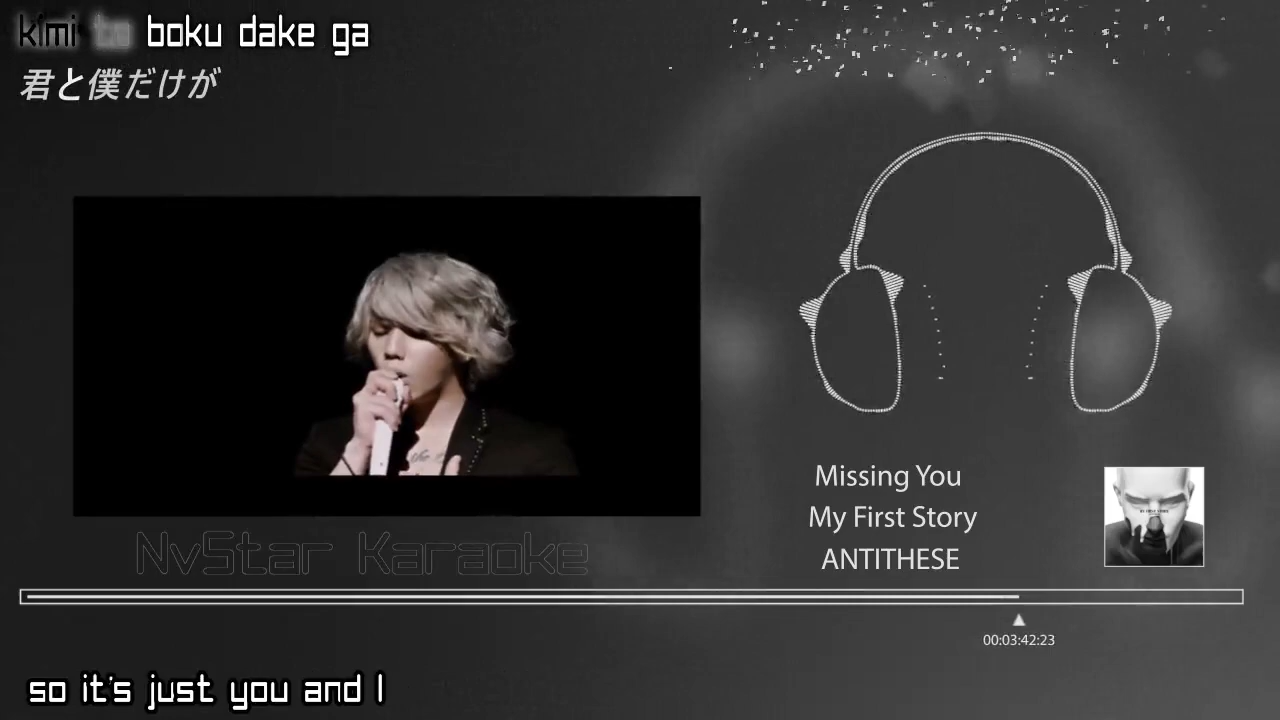 kimi to boku dake ga
君と僕だけが
Missing You
My First Story
ANTITHESE
NvStar Karaoke
00:03:42:23
so it's just you and I